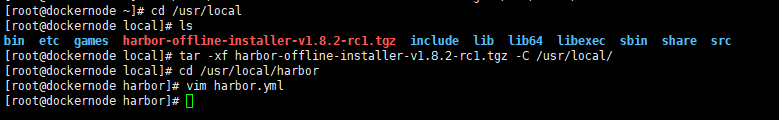 [root@dockernode ~]# cd /usr/local
[root@dockernode local]# ls
bin etc games harbor-offline-installer-v1.8.2-rc1.tgz include lib lib64 libexec sbin share src
[root@dockernode local]# tar -xf harbor-offline-installer-v1.8.2-rc1.tgz -C /usr/local/
[root@dockernode local]# cd /usr/local/harbor
[root@dockernode harbor]# vim harbor.yml
[root@dockernode harbor]#